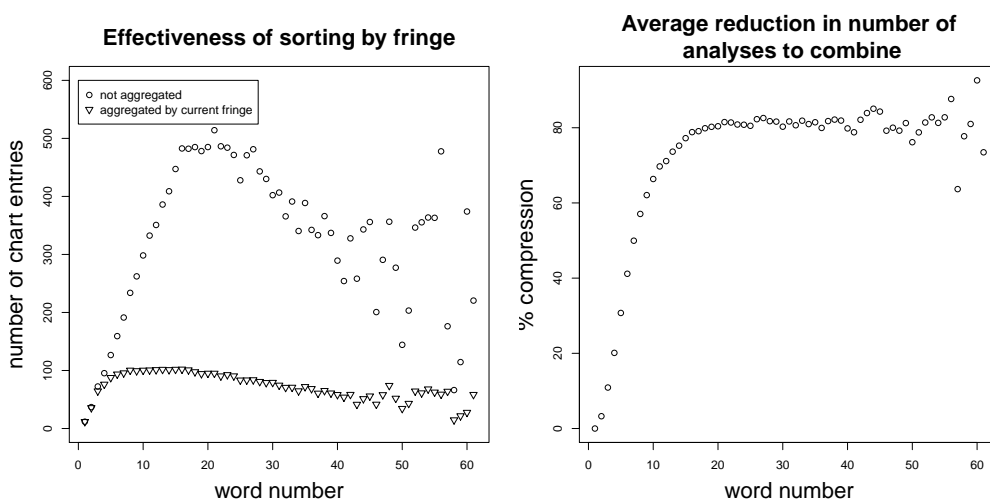 Effectiveness of sorting by fringe
not aggregated
aggregated by current fringe
number of chart entries
600
500
400
300
200
100
0
0 10 20 30 40 50 60
word number
Average reduction in number of
analyses to combine
% compression
80
60
40
20
0
0 10 20 30 40 50 60
word number